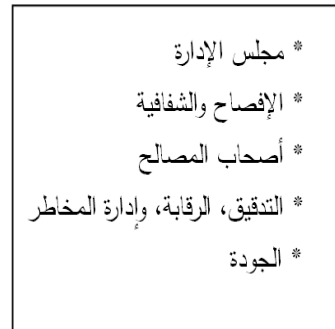 * مجلس الإدارة
* الإفصاح والشفافية
* أصحاب المصالح
* التدقيق، الرقابة، وإدارة المخاطر
* الجودة